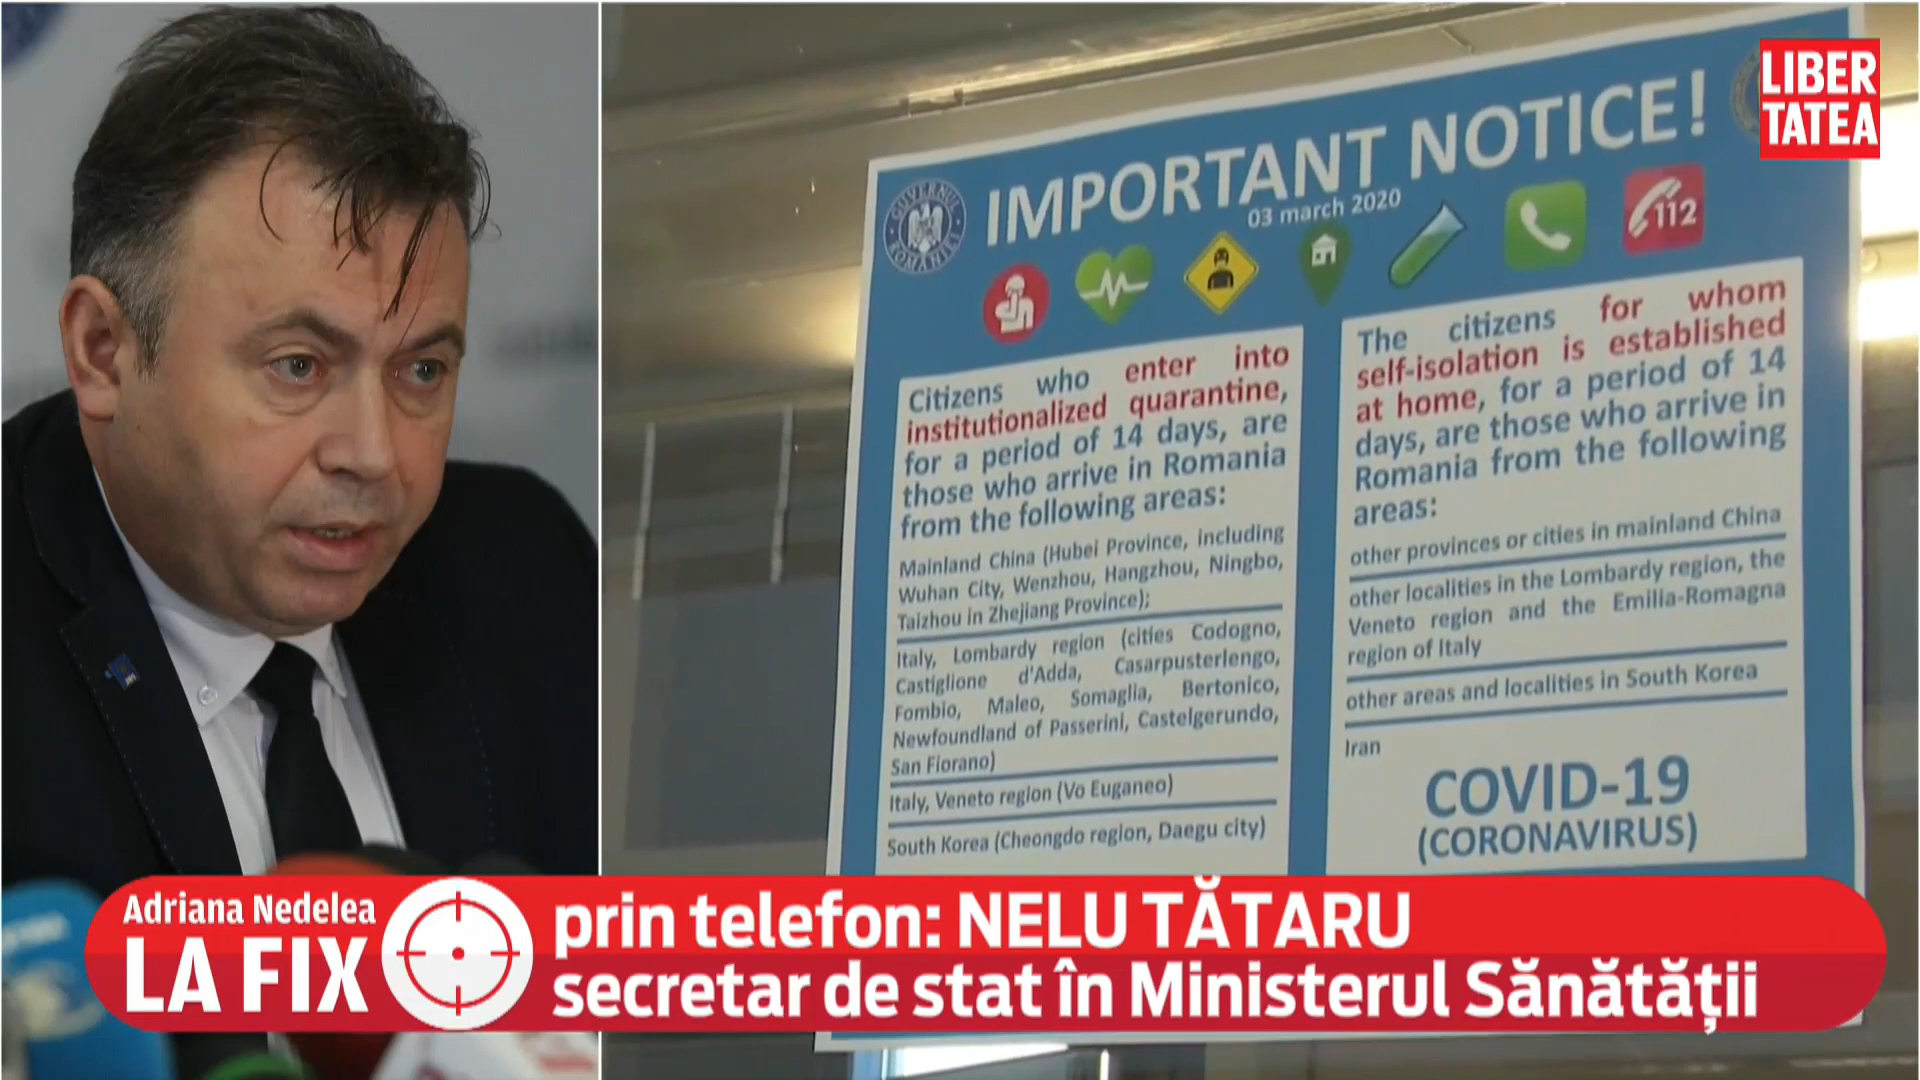 LIBER
TATEA
IMPORTANT NOTICE!
03 march 2020
GUVERNUL
ROMÂNIEI
112
Citizens who enter into
institutionalized quarantine,
for a period of 14 days, are
those who arrive in Romania
from the following areas:
Mainland China (Hubei Province, including
Wuhan City, Wenzhou, Hangzhou, Ningbo,
Taizhou in Zhejiang Province);
Italy, Lombardy region (cities Codogno,
Castiglione d'Adda, Casarpusterlengo,
Fombio, Maleo, Somaglia, Bertonico,
Newfoundland of Passerini, Castelgerundo,
San Fiorano)
Italy, Veneto region (Vo Euganeo)
South Korea (Cheongdo region, Daegu city)
The citizens for whom
self-isolation is established
at home, for a period of 14
days, are those who arrive in
Romania from the following
areas:
other provinces or cities in mainland China
other localities in the Lombardy region, the
Veneto region and the Emilia-Romagna
region of Italy
other areas and localities in South Korea
Iran
COVID-19
(CORONAVIRUS)
Adriana Nedelea
LA FIX
prin telefon: NELU TĂTARU
secretar de stat în Ministerul Sănătății